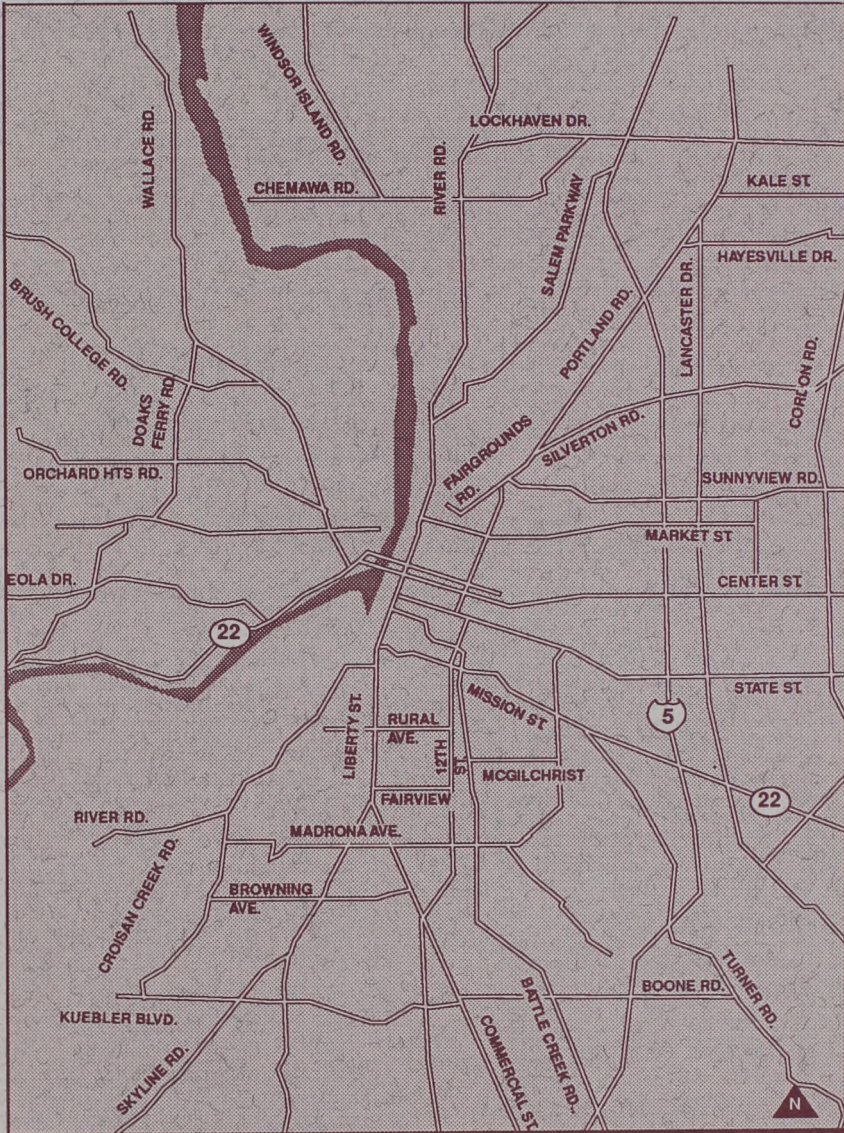 WINDSOR ISLAND RD.
WALLACE RD.
LOCKHAVEN DR.
RIVER RD.
CHEMAWA RD.
KALE ST.
SALEM PARKWAY
HAYESVILLE DR.
LANCASTER DR.
PORTLAND RD.
BRUSH COLLEGE RD.
CORDON RD.
DOAKS
FERRY RD.
FAIRGROUNDS
RD.
SILVERTON RD.
ORCHARD HTS RD.
SUNNYVIEW RD.
MARKET ST.
EOLA DR.
CENTER ST.
22
STATE ST.
MISSION ST.
5
LIBERTY ST.
RURAL
AVE.
12TH
ST.
MCGILCHRIST
22
FAIRVIEW
RIVER RD.
MADRONA AVE.
CROISAN CREEK RD.
BROWNING
AVE.
BOONE RD.
TURNER RD.
KUEBLER BLVD.
BATTLE CREEK RD.,
COMMERCIAL ST.
SKYLINE RD.
N